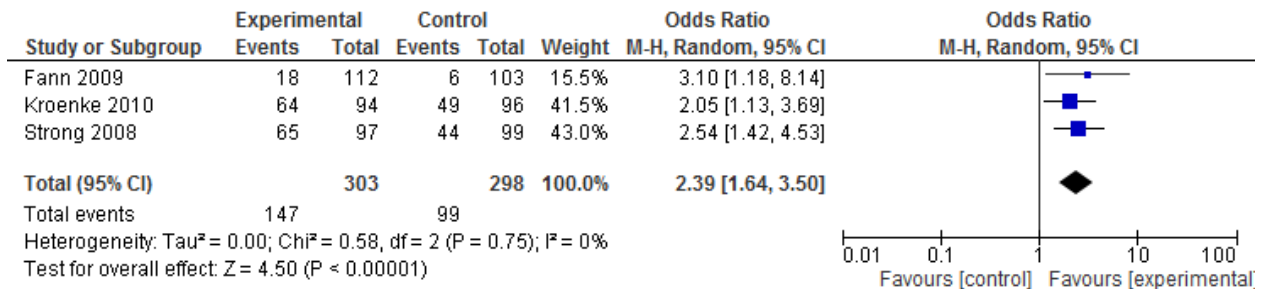 Experimental Control Odds Ratio Odds Ratio
Study or Subgroup Events Total Events Total Weight M-H, Random, 95% CI M-H, Random, 95% CI
Fann 2009 18 112 6 103 15.5% 3.10 [1.18, 8.14]
Kroenke 2010 64 94 49 96 41.5% 2.05 [1.13, 3.69]
Strong 2008 65 97 44 99 43.0% 2.54 [1.42, 4.53]
Total (95% CI) 303 298 100.0% 2.39 [1.64, 3.50]
Total events 147 99
Heterogeneity: Tau² = 0.00; Chi² = 0.58, df = 2 (P = 0.75); I² = 0%
Test for overall effect: Z = 4.50 (P < 0.00001)
0.01 0.1 1 10 100
Favours [control] Favours [experimental]